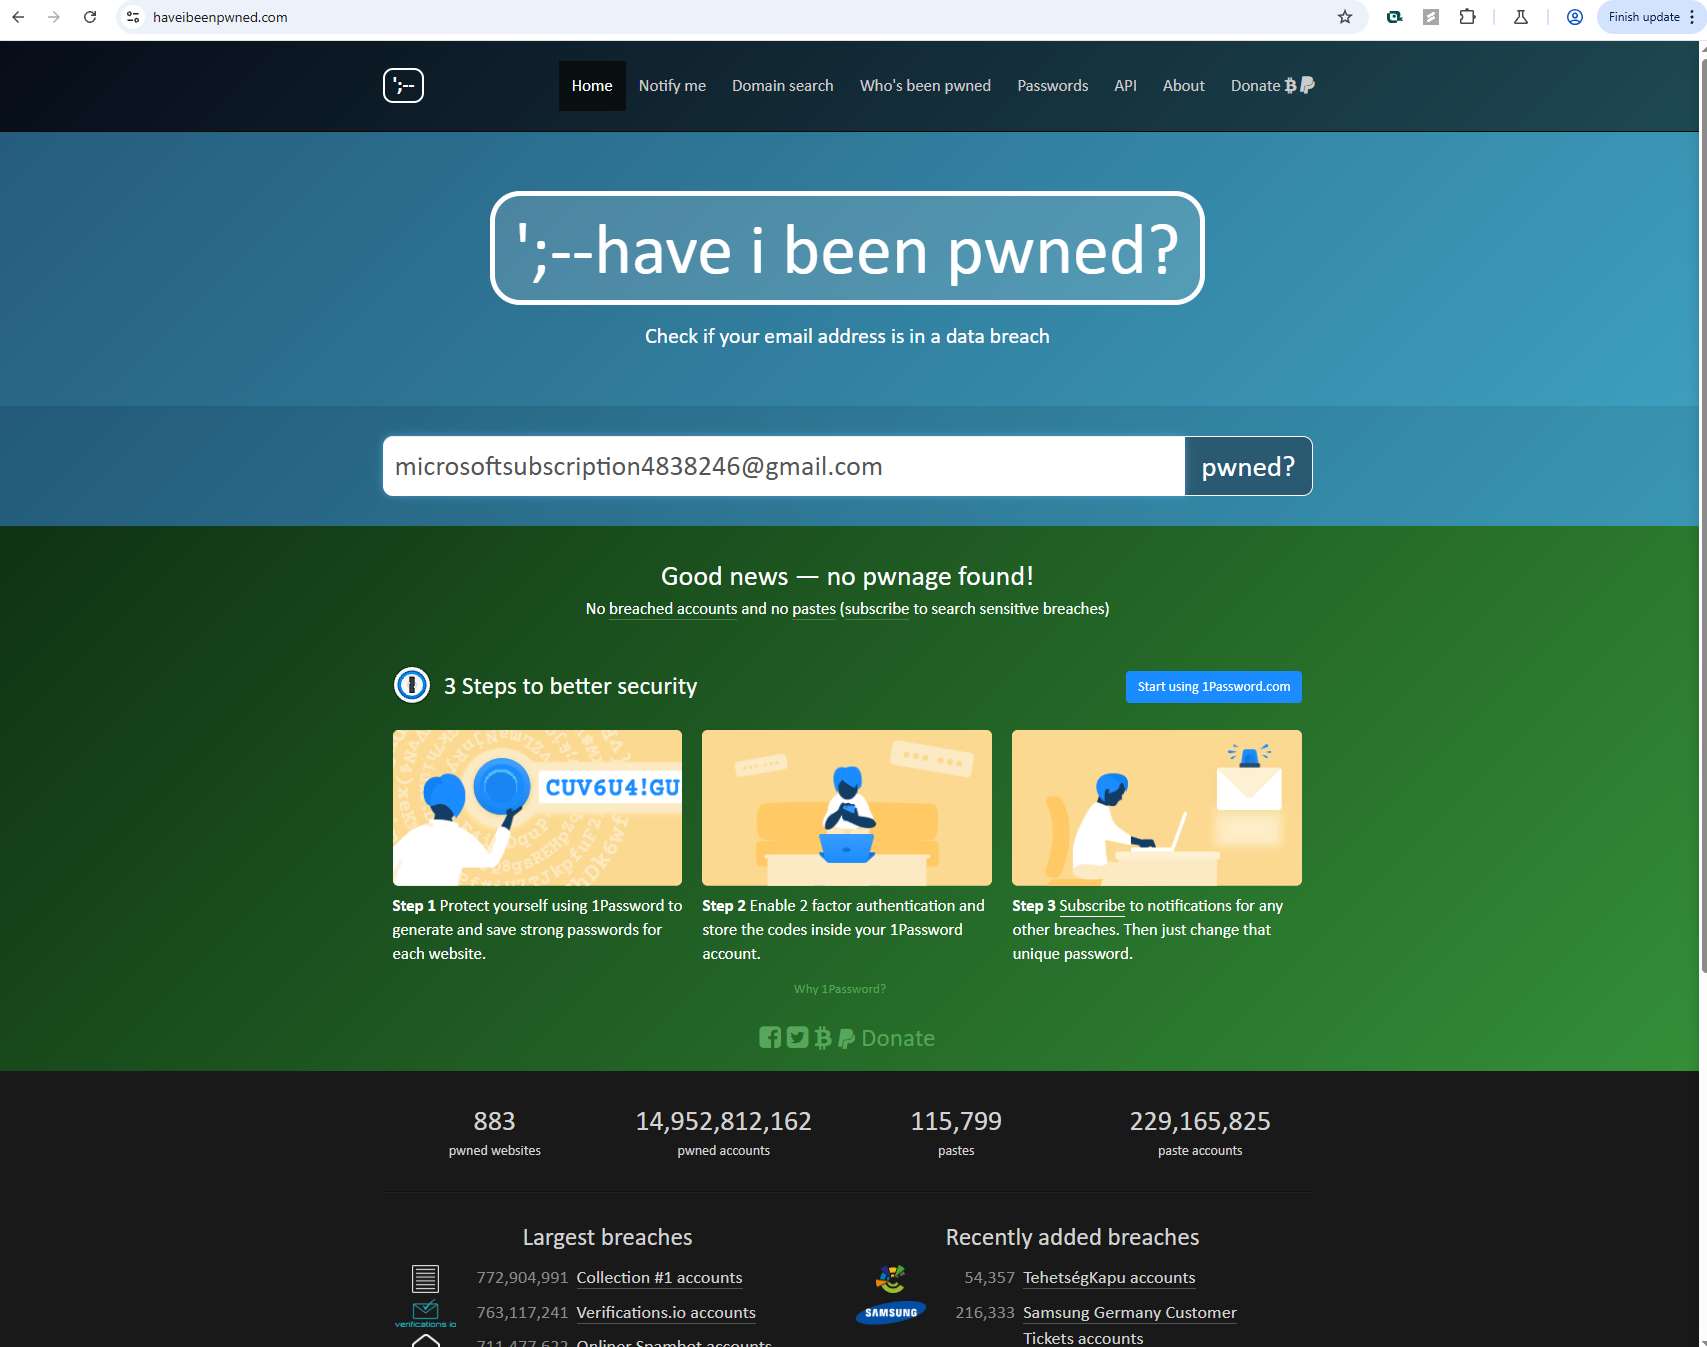 haveibeenpwned.com
Finish update
';--
Home Notify me Domain search Who's been pwned Passwords API About Donate
';--have i been pwned?
Check if your email address is in a data breach
microsoftsubscription4838246@gmail.com pwned?
Good news — no pwnage found!
No breached accounts and no pastes (subscribe to search sensitive breaches)
3 Steps to better security
Start using 1Password.com
CUV6U4!GU
Step 1 Protect yourself using 1Password to
generate and save strong passwords for
each website.
Step 2 Enable 2 factor authentication and
store the codes inside your 1Password
account.
Step 3 Subscribe to notifications for any
other breaches. Then just change that
unique password.
Why 1Password?
Donate
883
pwned websites
14,952,812,162
pwned accounts
115,799
pastes
229,165,825
paste accounts
Largest breaches
772,904,991 Collection #1 accounts
verifications io
763,117,241 Verifications.io accounts
711,477,622 Onliner Spambot accounts
Recently added breaches
54,357 TehetségKapu accounts
SAMSUNG
216,333 Samsung Germany Customer
Tickets accounts